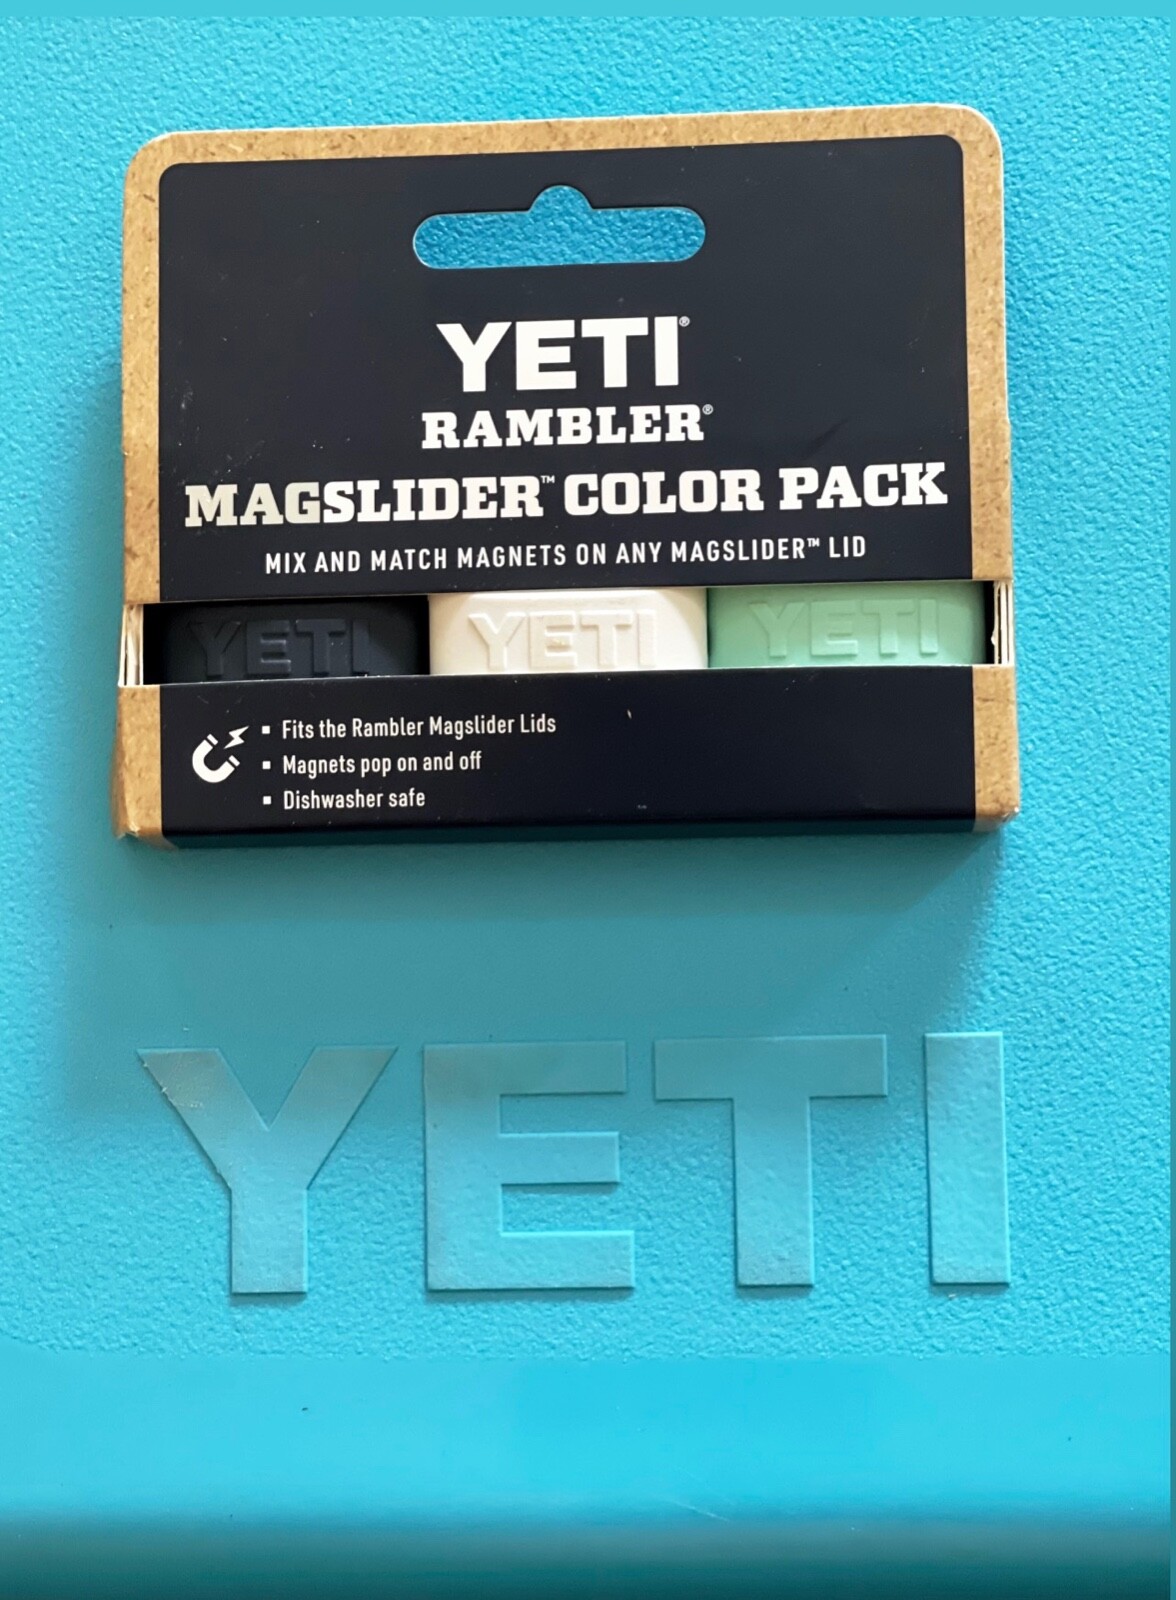 YETI®
RAMBLER®
MAGSLIDER™ COLOR PACK
MIX AND MATCH MAGNETS ON ANY MAGSLIDER™ LID
YETI YETI YETI
▪ Fits the Rambler Magslider Lids
▪ Magnets pop on and off
▪ Dishwasher safe
YETI